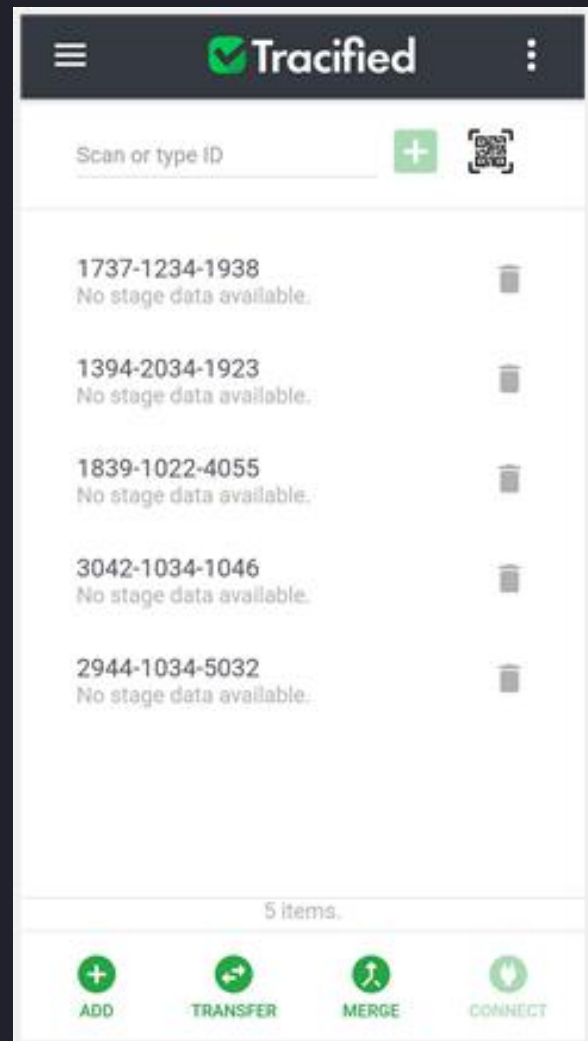 Tracified
Scan or type ID
1737-1234-1938
No stage data available.
1394-2034-1923
No stage data available.
1839-1022-4055
No stage data available.
3042-1034-1046
No stage data available.
2944-1034-5032
No stage data available.
5 items.
ADD TRANSFER MERGE CONNECT